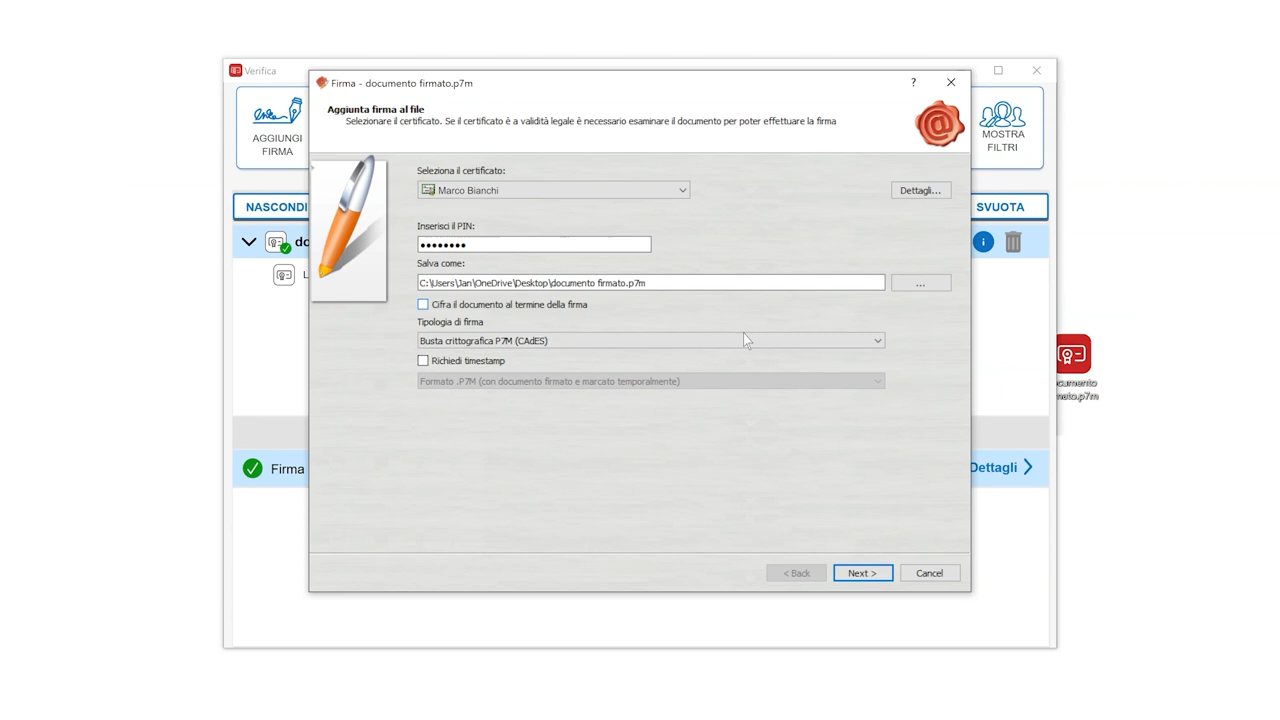 Verifica
Firma - documento firmato.p7m
?
Aggiunta firma al file
Selezionare il certificato. Se il certificato è a validità legale è necessario esaminare il documento per poter effettuare la firma
AGGIUNGI
FIRMA
MOSTRA
FILTRI
Seleziona il certificato:
Marco Bianchi
Dettagli...
NASCONDI
SVUOTA
Inserisci il PIN:
••••••••
do
Salva come:
C:\Users\Jan\OneDrive\Desktop\documento firmato.p7m
...
L
Cifra il documento al termine della firma
Tipologia di firma
Busta crittografica P7M (CAdES)
Richiedi timestamp
Formato .P7M (con documento firmato e marcato temporalmente)
cumento
mato.p7m
Firma
Dettagli
< Back
Next >
Cancel